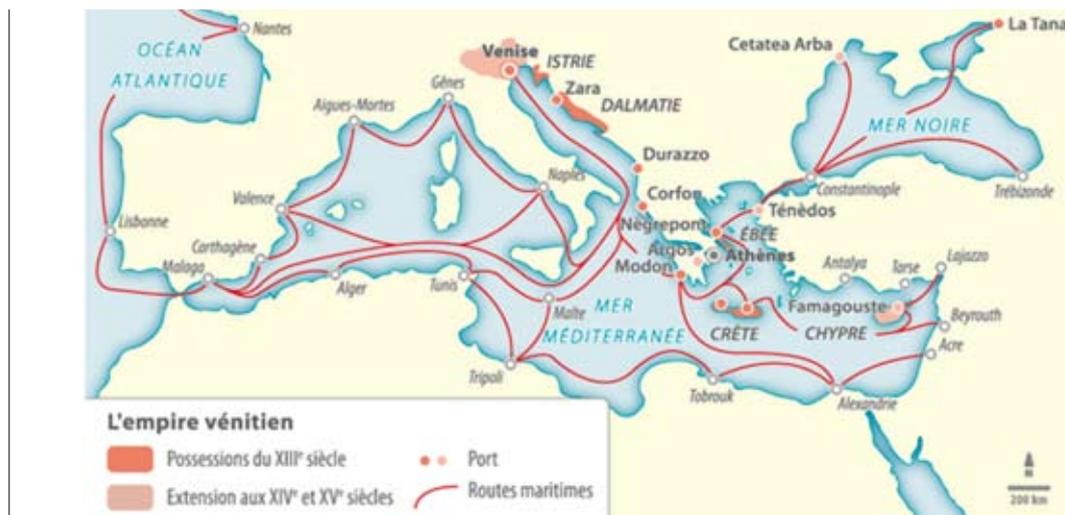 Nantes
OCÉAN
ATLANTIQUE
Venise
ISTRIE
Zara
DALMATIE
Cetatea Arba
La Tana
Aigues-Mortes
Gênes
MER NOIRE
Durazzo
Constantinople
Trébizonde
Valence
Naples
Corfou
Ténédos
Lisbonne
Nègrepont
ÉBÉE
Carthagène
Argos
Athènes
Malaga
Modon
Antalya
Tarse
Lajazzo
Alger
Tunis
Malte
MER
MÉDITERRANÉE
Famagouste
CRÈTE
CHYPRE
Beyrouth
Acre
Tripoli
Tobrouk
Alexandrie
L'empire vénitien
Possessions du XIIIᵉ siècle
Port
Extension aux XIVᵉ et XVᵉ siècles
Routes maritimes
N
200 km